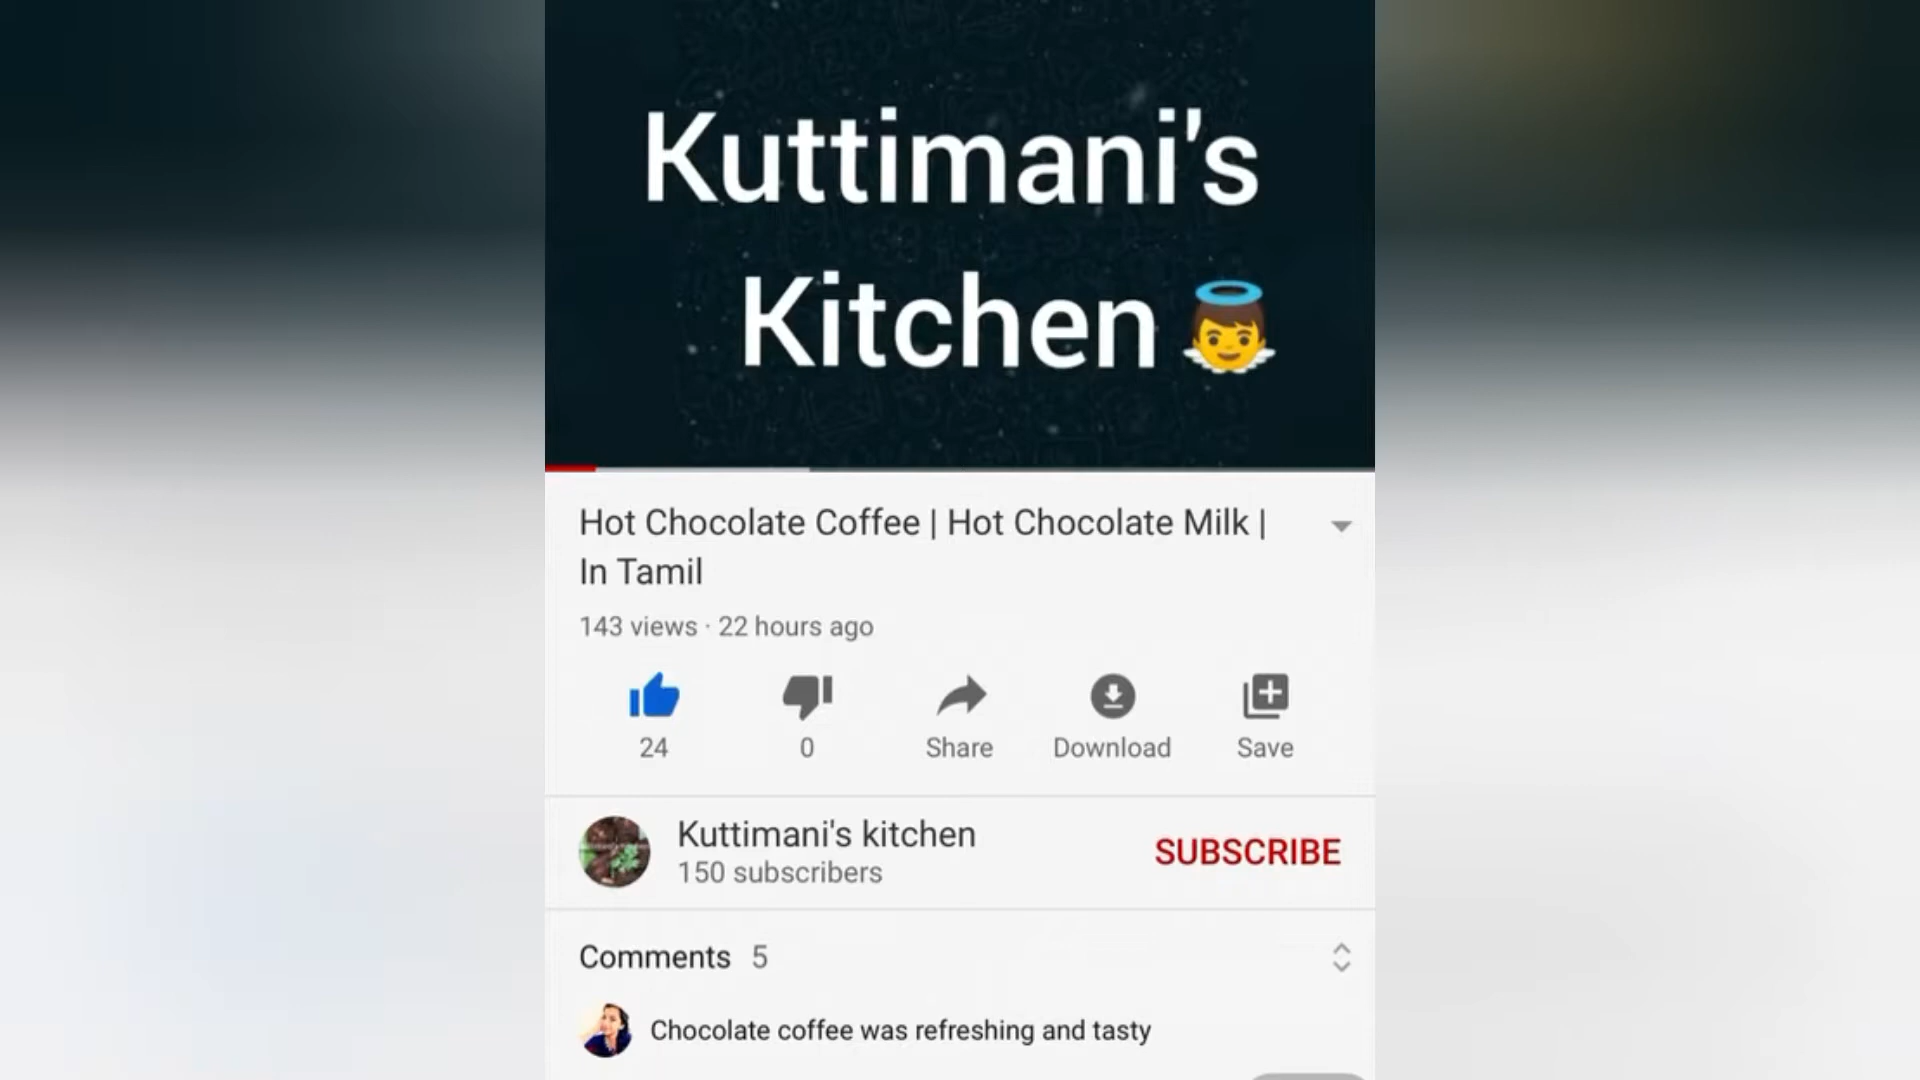 Kuttimani's
Kitchen
Hot Chocolate Coffee | Hot Chocolate Milk |
In Tamil
143 views · 22 hours ago
24
0
Share
Download
Save
Kuttimani's kitchen
150 subscribers
SUBSCRIBE
Comments 5
Chocolate coffee was refreshing and tasty